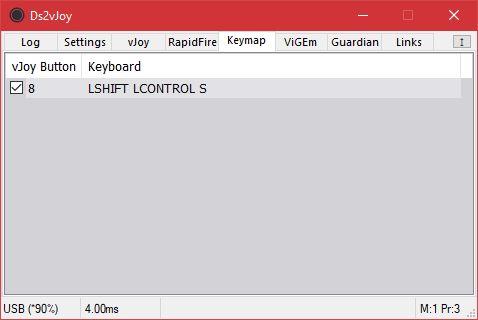 Ds2vJoy
Log Settings vJoy RapidFire Keymap ViGEm Guardian Links
vJoy Button Keyboard
8 LSHIFT LCONTROL S
USB (*90%) 4.00ms M:1 Pr:3